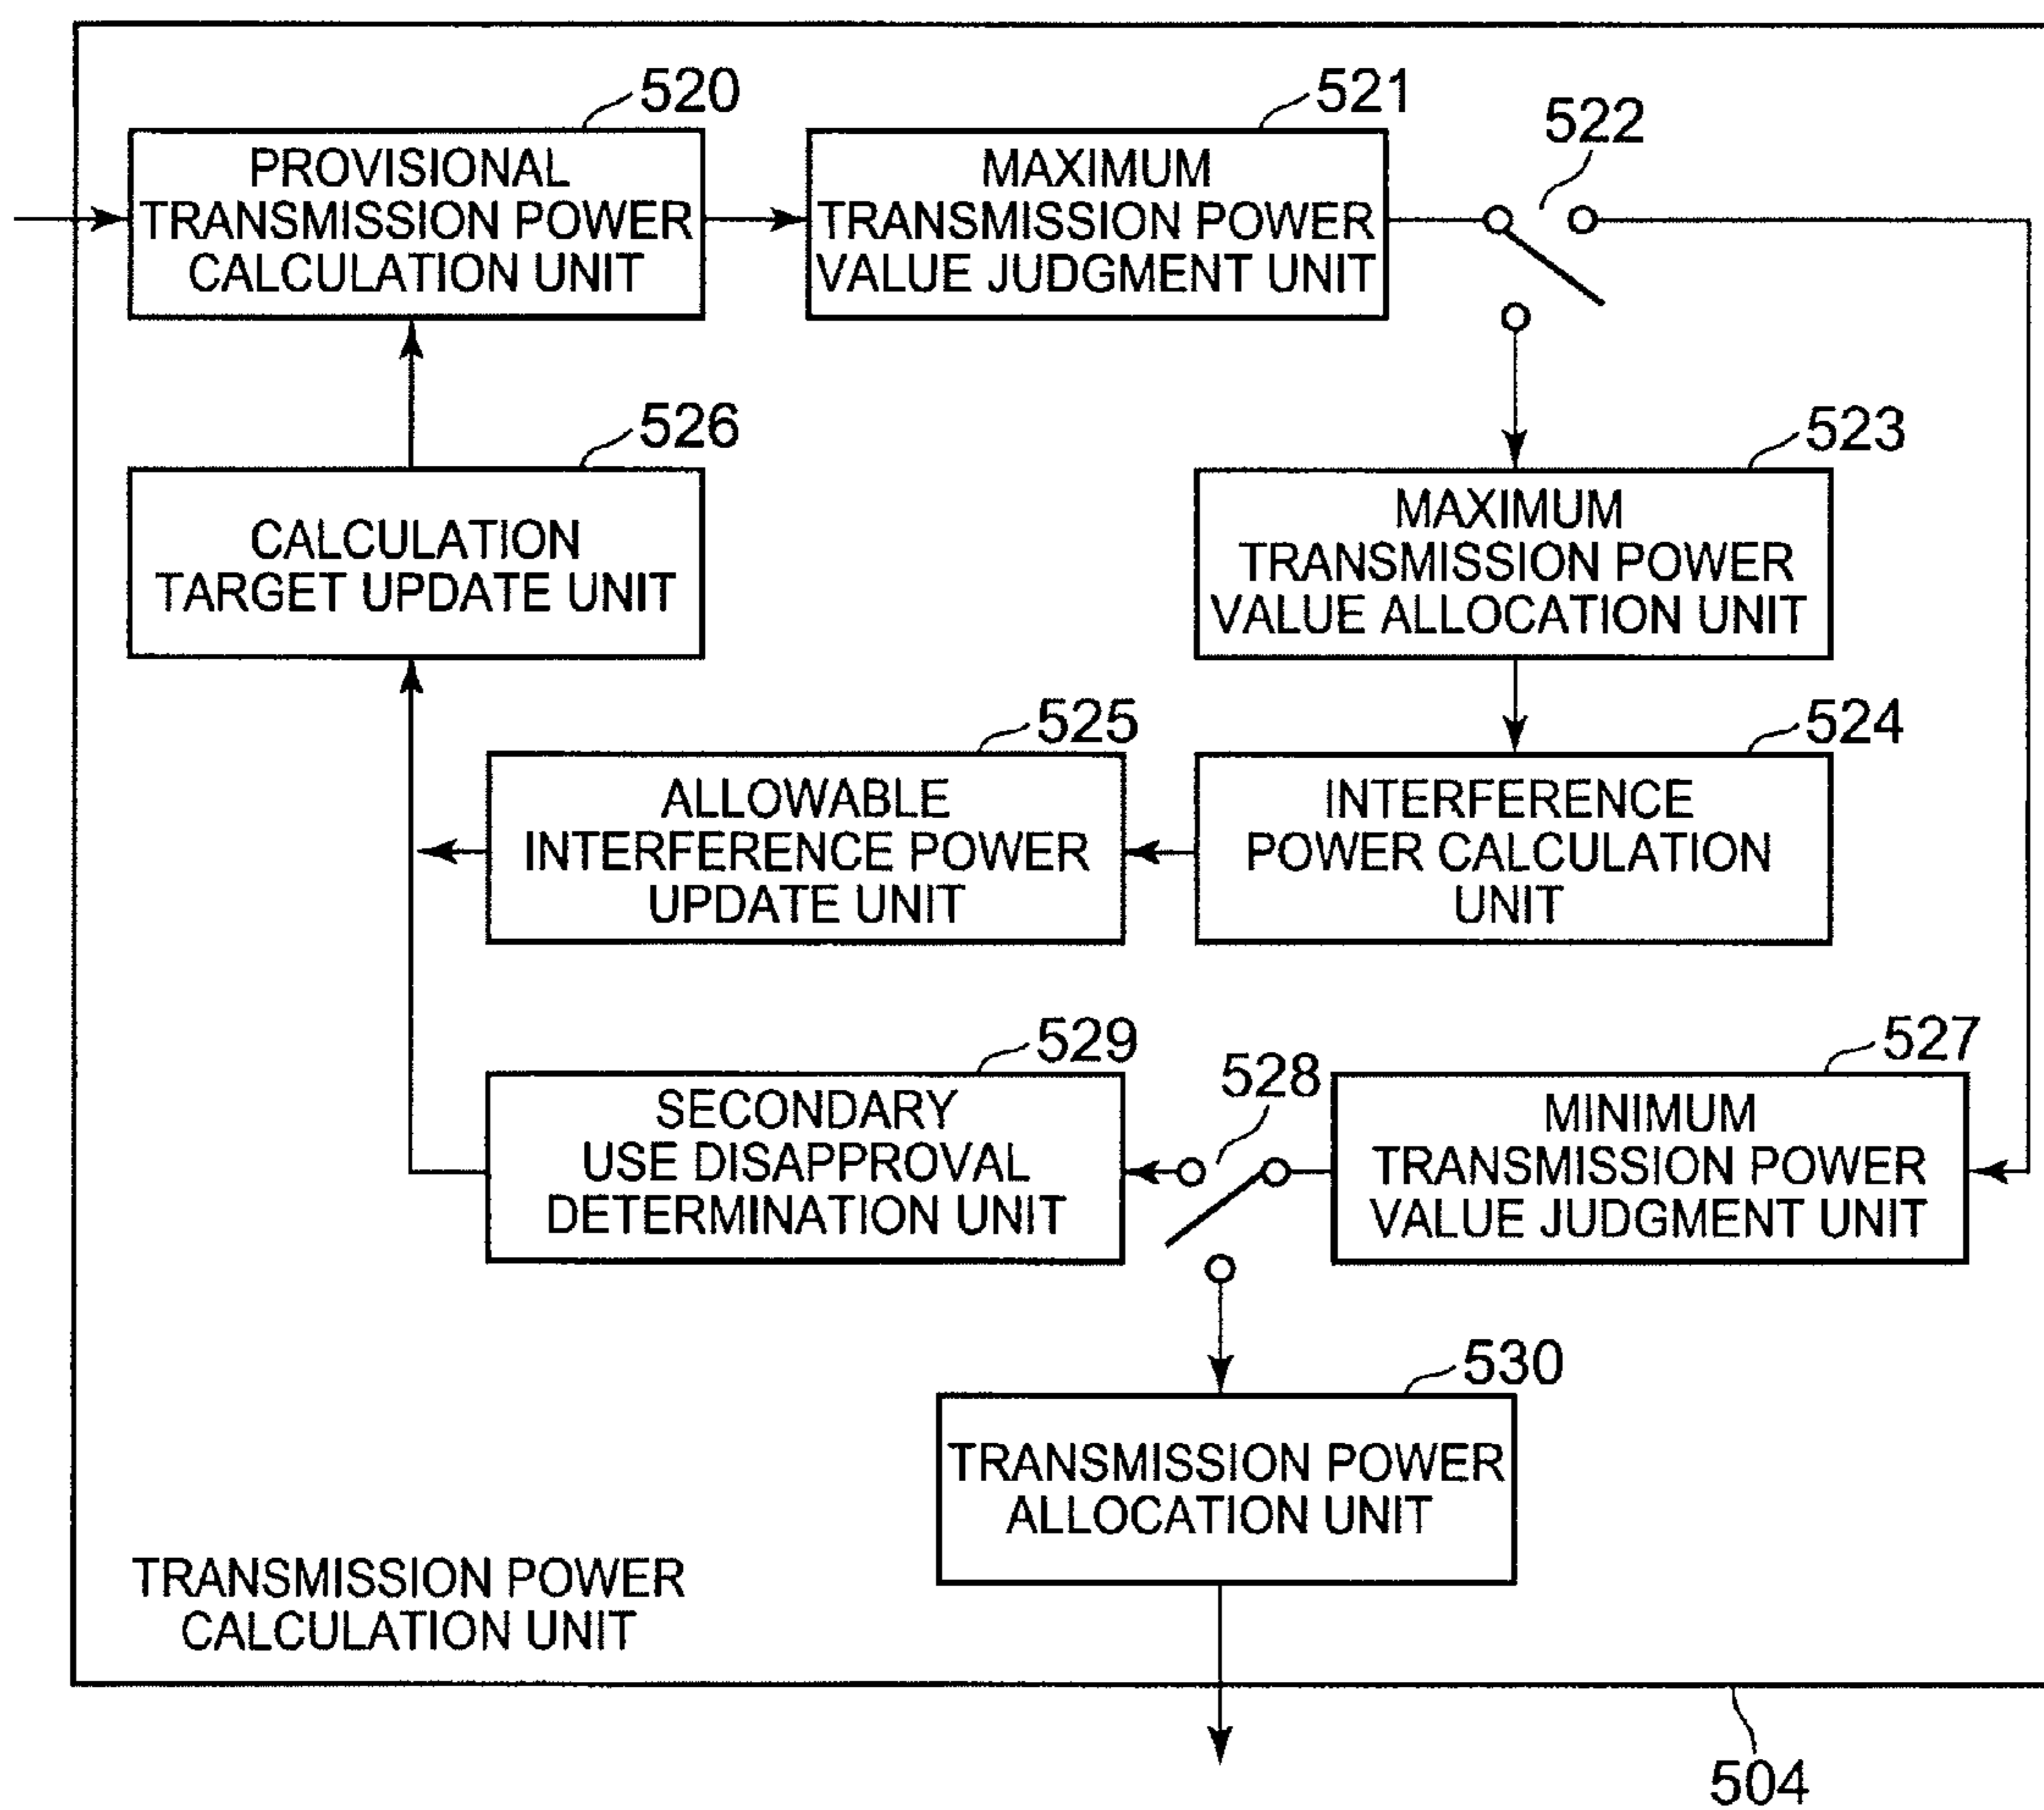 520
PROVISIONAL
TRANSMISSION POWER
CALCULATION UNIT
521
MAXIMUM
TRANSMISSION POWER
VALUE JUDGMENT UNIT
522
526
CALCULATION
TARGET UPDATE UNIT
523
MAXIMUM
TRANSMISSION POWER
VALUE ALLOCATION UNIT
525
ALLOWABLE
INTERFERENCE POWER
UPDATE UNIT
524
INTERFERENCE
POWER CALCULATION
UNIT
529
SECONDARY
USE DISAPPROVAL
DETERMINATION UNIT
528
527
MINIMUM
TRANSMISSION POWER
VALUE JUDGMENT UNIT
530
TRANSMISSION POWER
ALLOCATION UNIT
TRANSMISSION POWER
CALCULATION UNIT
504